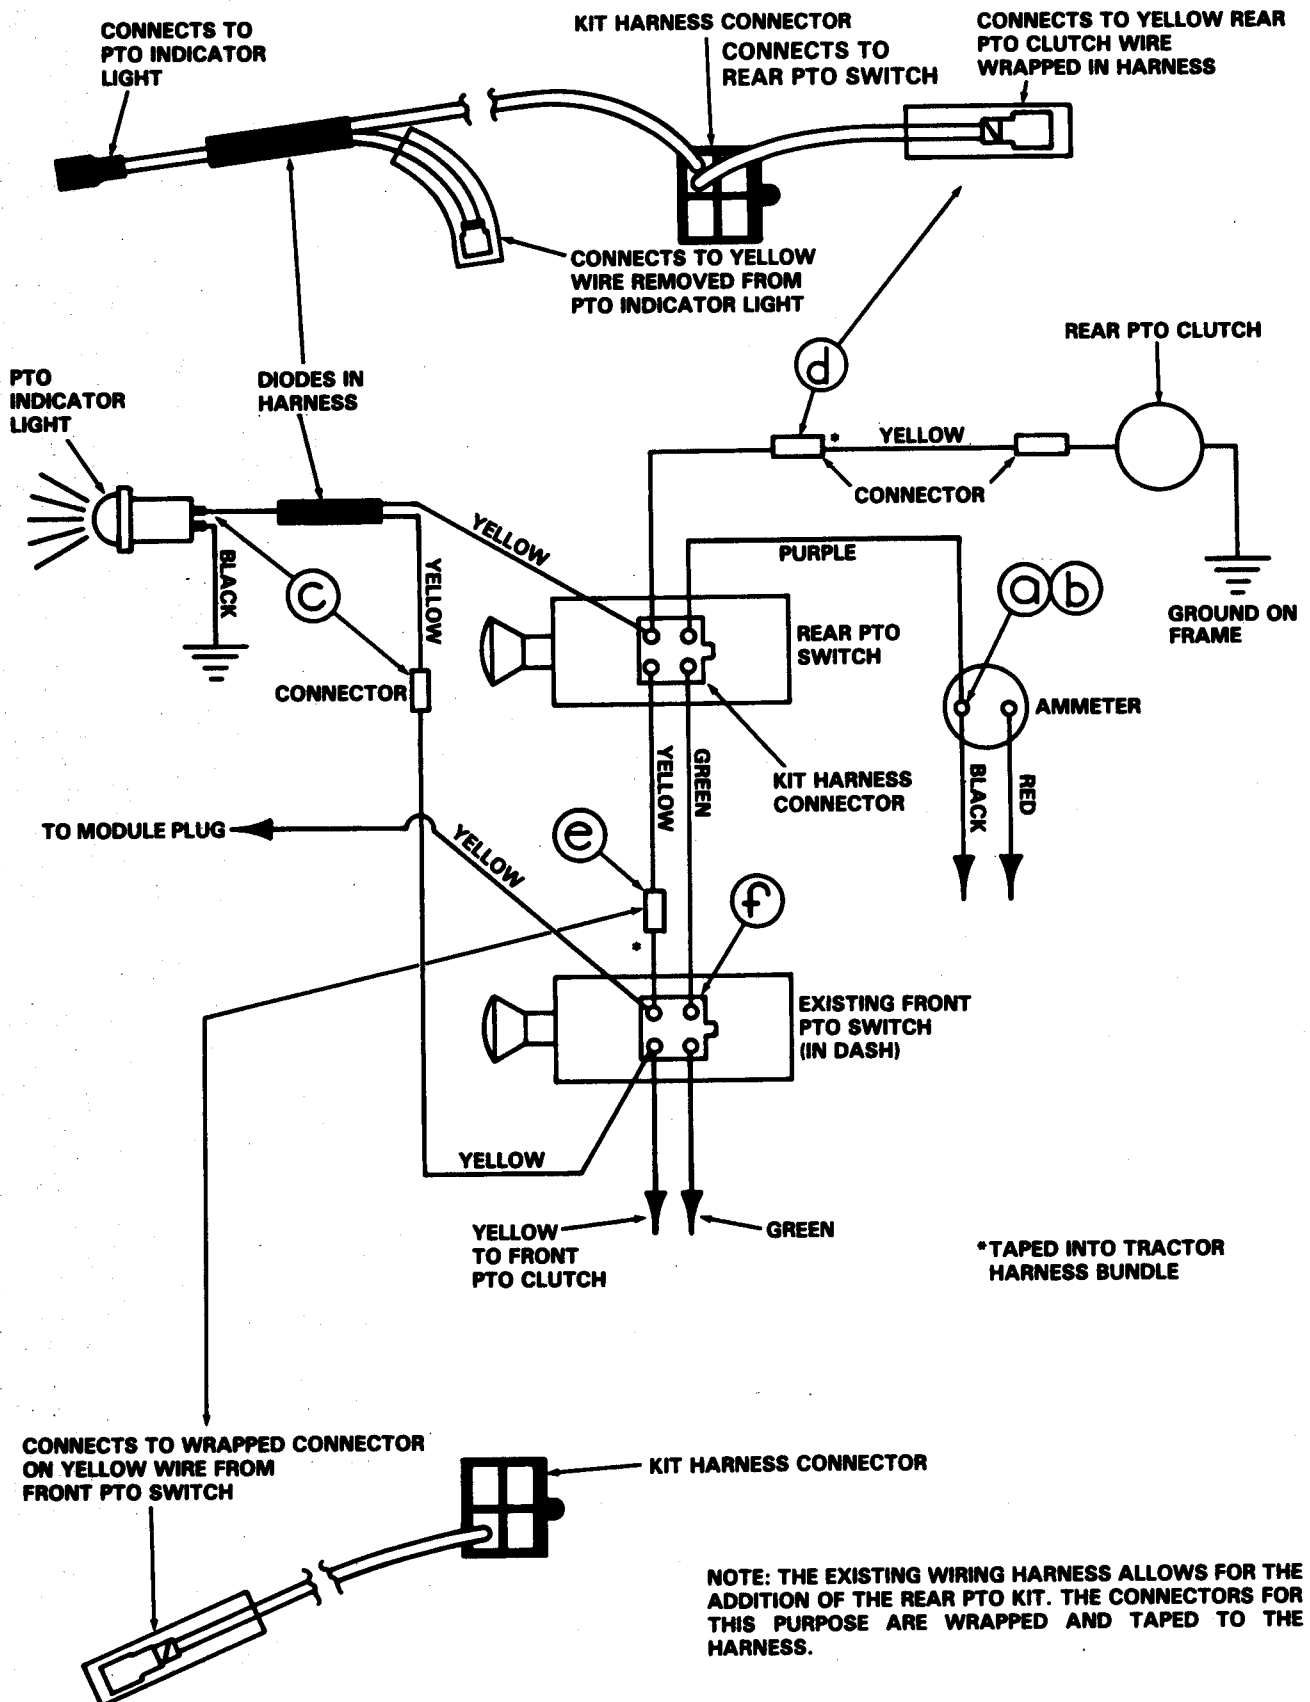 CONNECTS TO
PTO INDICATOR
LIGHT
KIT HARNESS CONNECTOR
CONNECTS TO
REAR PTO SWITCH
CONNECTS TO YELLOW REAR
PTO CLUTCH WIRE
WRAPPED IN HARNESS
CONNECTS TO YELLOW
WIRE REMOVED FROM
PTO INDICATOR LIGHT
REAR PTO CLUTCH
d
PTO
INDICATOR
LIGHT
DIODES IN
HARNESS
*
YELLOW
CONNECTOR
YELLOW
PURPLE
BLACK
YELLOW
c
a b
GROUND ON
FRAME
REAR PTO
SWITCH
CONNECTOR
AMMETER
YELLOW
GREEN
KIT HARNESS
CONNECTOR
BLACK
RED
TO MODULE PLUG
YELLOW
e
f
*
EXISTING FRONT
PTO SWITCH
(IN DASH)
YELLOW
YELLOW
TO FRONT
PTO CLUTCH
GREEN
*TAPED INTO TRACTOR
HARNESS BUNDLE
CONNECTS TO WRAPPED CONNECTOR
ON YELLOW WIRE FROM
FRONT PTO SWITCH
KIT HARNESS CONNECTOR
NOTE: THE EXISTING WIRING HARNESS ALLOWS FOR THE
ADDITION OF THE REAR PTO KIT. THE CONNECTORS FOR
THIS PURPOSE ARE WRAPPED AND TAPED TO THE
HARNESS.